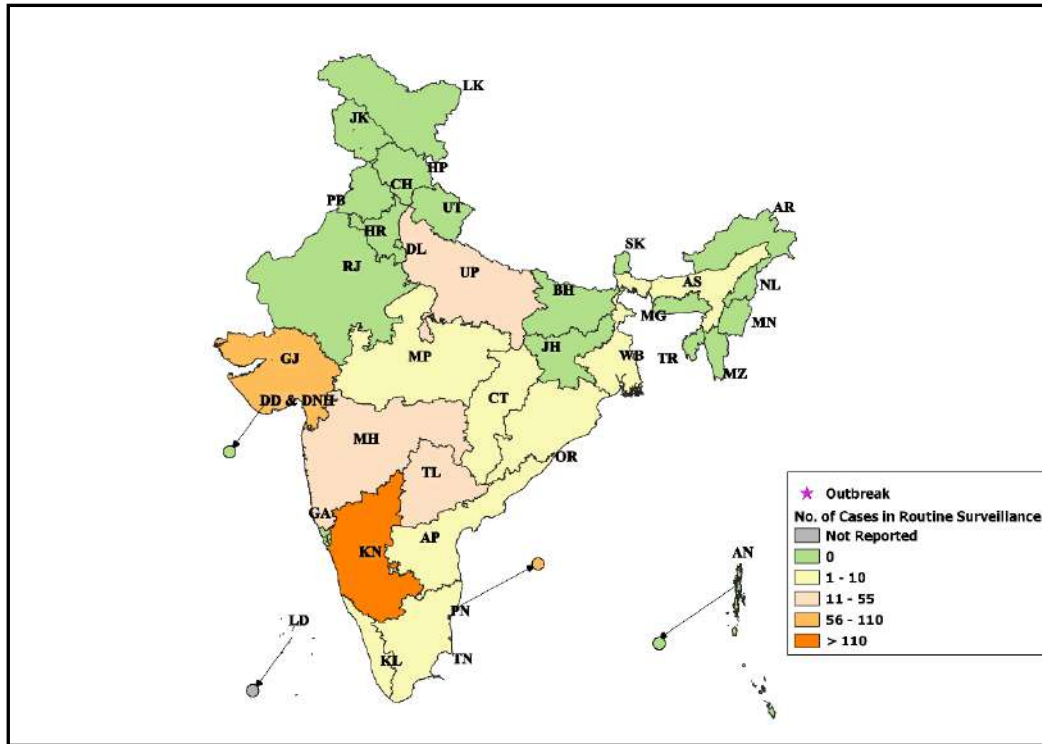 LK
JK
HP
CH
PB
UT
AR
HR
SK
DL
RJ
UP
AS
NL
BH
MG
MN
JH
TR
WB
MZ
GJ
MP
CT
DD & DNH
MH
OR
TL
GA
KN
AP
AN
PN
LD
KL
TN
Outbreak
No. of Cases in Routine Surveillance
Not Reported
0
1 - 10
11 - 55
56 - 110
> 110